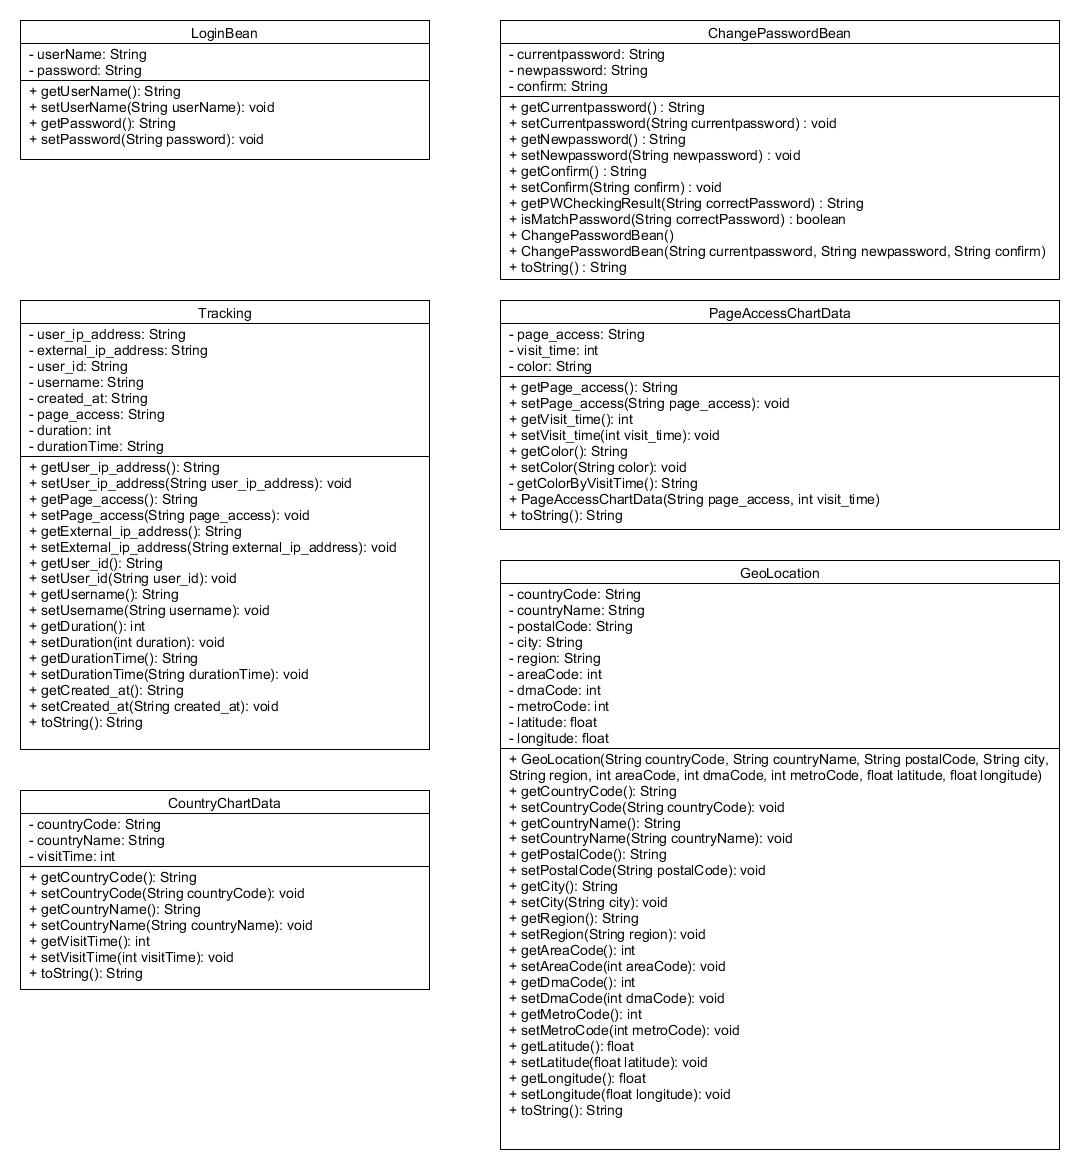 LoginBean
- userName: String
- password: String
+ getUserName(): String
+ setUserName(String userName): void
+ getPassword(): String
+ setPassword(String password): void
ChangePasswordBean
- currentpassword: String
- newpassword: String
- confirm: String
+ getCurrentpassword() : String
+ setCurrentpassword(String currentpassword) : void
+ getNewpassword() : String
+ setNewpassword(String newpassword) : void
+ getConfirm() : String
+ setConfirm(String confirm) : void
+ getPWCheckingResult(String correctPassword) : String
+ isMatchPassword(String correctPassword) : boolean
+ ChangePasswordBean()
+ ChangePasswordBean(String currentpassword, String newpassword, String confirm)
+ toString() : String
Tracking
- user_ip_address: String
- external_ip_address: String
- user_id: String
- username: String
- created_at: String
- page_access: String
- duration: int
- durationTime: String
+ getUser_ip_address(): String
+ setUser_ip_address(String user_ip_address): void
+ getPage_access(): String
+ setPage_access(String page_access): void
+ getExternal_ip_address(): String
+ setExternal_ip_address(String external_ip_address): void
+ getUser_id(): String
+ setUser_id(String user_id): void
+ getUsername(): String
+ setUsername(String username): void
+ getDuration(): int
+ setDuration(int duration): void
+ getDurationTime(): String
+ setDurationTime(String durationTime): void
+ getCreated_at(): String
+ setCreated_at(String created_at): void
+ toString(): String
PageAccessChartData
- page_access: String
- visit_time: int
- color: String
+ getPage_access(): String
+ setPage_access(String page_access): void
+ getVisit_time(): int
+ setVisit_time(int visit_time): void
+ getColor(): String
+ setColor(String color): void
- getColorByVisitTime(): String
+ PageAccessChartData(String page_access, int visit_time)
+ toString(): String
GeoLocation
- countryCode: String
- countryName: String
- postalCode: String
- city: String
- region: String
- areaCode: int
- dmaCode: int
- metroCode: int
- latitude: float
- longitude: float
+ GeoLocation(String countryCode, String countryName, String postalCode, String city,
String region, int areaCode, int dmaCode, int metroCode, float latitude, float longitude)
+ getCountryCode(): String
+ setCountryCode(String countryCode): void
+ getCountryName(): String
+ setCountryName(String countryName): void
+ getPostalCode(): String
+ setPostalCode(String postalCode): void
+ getCity(): String
+ setCity(String city): void
+ getRegion(): String
+ setRegion(String region): void
+ getAreaCode(): int
+ setAreaCode(int areaCode): void
+ getDmaCode(): int
+ setDmaCode(int dmaCode): void
+ getMetroCode(): int
+ setMetroCode(int metroCode): void
+ getLatitude(): float
+ setLatitude(float latitude): void
+ getLongitude(): float
+ setLongitude(float longitude): void
+ toString(): String
CountryChartData
- countryCode: String
- countryName: String
- visitTime: int
+ getCountryCode(): String
+ setCountryCode(String countryCode): void
+ getCountryName(): String
+ setCountryName(String countryName): void
+ getVisitTime(): int
+ setVisitTime(int visitTime): void
+ toString(): String